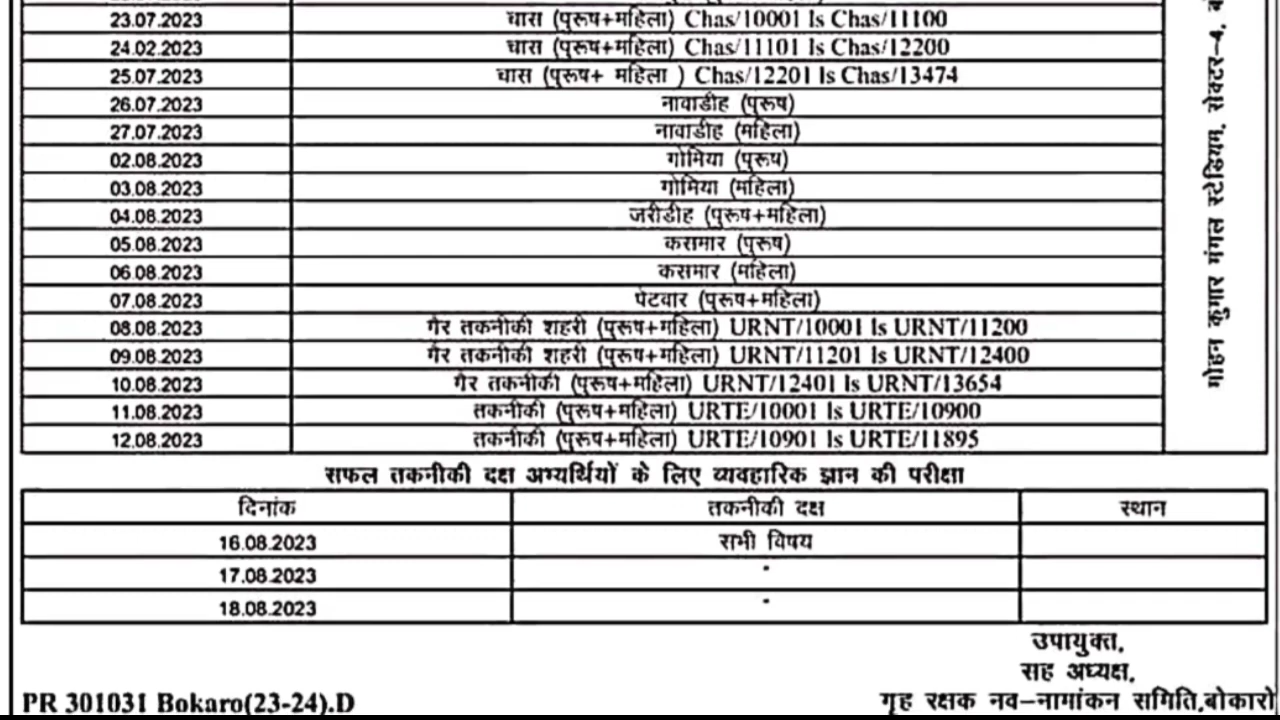 23.07.2023 चास (पुरूष+महिला) Chas/10001 ls Chas/11100
24.02.2023 चास (पुरूष+महिला) Chas/11101 ls Chas/12200
25.07.2023 चास (पुरूष+ महिला ) Chas/12201 ls Chas/13474
26.07.2023 नावाडीह (पुरूष)
27.07.2023 नावाडीह (महिला)
02.08.2023 गोमिया (पुरूष)
03.08.2023 गोमिया (महिला)
04.08.2023 जरीडीह (पुरूष+महिला)
05.08.2023 कसमार (पुरूष)
06.08.2023 कसमार (महिला)
07.08.2023 पेटवार (पुरूष+महिला)
08.08.2023 गैर तकनीकी शहरी (पुरूष+महिला) URNT/10001 ls URNT/11200
09.08.2023 गैर तकनीकी शहरी (पुरूष+महिला) URNT/11201 ls URNT/12400
10.08.2023 गैर तकनीकी (पुरूष+महिला) URNT/12401 ls URNT/13654
11.08.2023 तकनीकी (पुरूष+महिला) URTE/10001 ls URTE/10900
12.08.2023 तकनीकी (पुरूष+महिला) URTE/10901 ls URTE/11895
कुमार मंगल स्टेडियम, सेक्टर-4,
सफल तकनीकी दक्ष अभ्यर्थियों के लिए व्यवहारिक ज्ञान की परीक्षा
दिनांक तकनीकी दक्ष स्थान
16.08.2023 सभी विषय
17.08.2023 "
18.08.2023 "
उपायुक्त,
सह अध्यक्ष,
PR 301031 Bokaro(23-24).D गृह रक्षक नव-नामांकन समिति,बोकारो